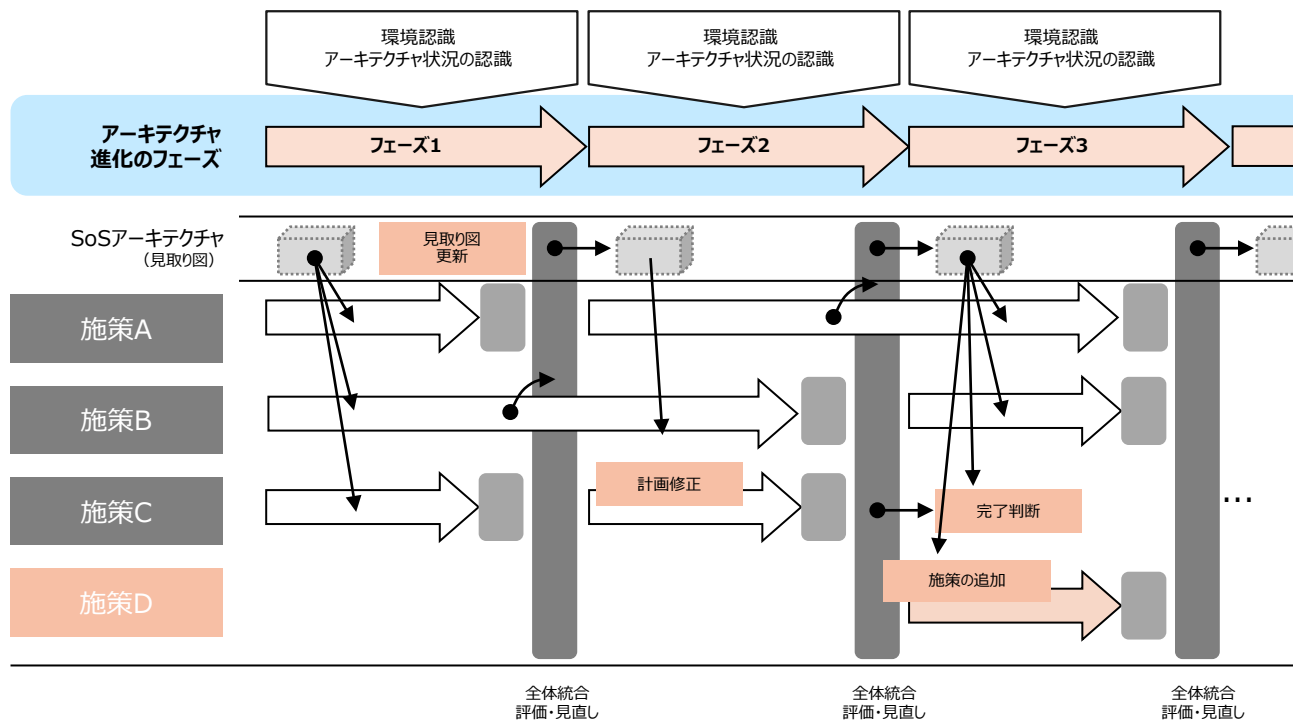 環境認識
アーキテクチャ状況の認識
環境認識
アーキテクチャ状況の認識
環境認識
アーキテクチャ状況の認識
アーキテクチャ
進化のフェーズ
フェーズ1
フェーズ2
フェーズ3
SoSアーキテクチャ
（見取り図）
見取り図
更新
施策A
施策B
施策C
計画修正
完了判断
...
施策D
施策の追加
全体統合
評価・見直し
全体統合
評価・見直し
全体統合
評価・見直し